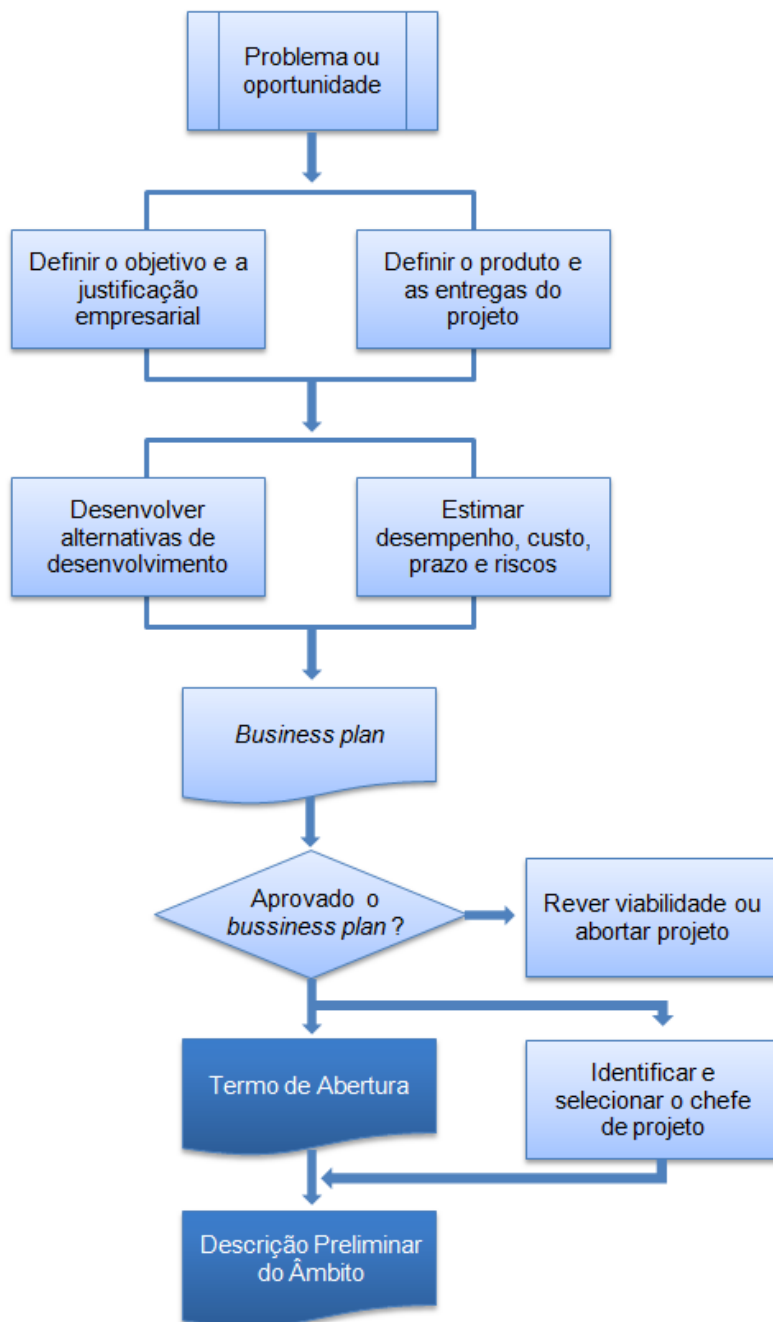 Problema ou
oportunidade
Definir o objetivo e a
justificação
empresarial
Definir o produto e
as entregas do
projeto
Desenvolver
alternativas de
desenvolvimento
Estimar
desempenho, custo,
prazo e riscos
Business plan
Aprovado o
bussiness plan ?
Rever viabilidade ou
abortar projeto
Termo de Abertura
Identificar e
selecionar o chefe
de projeto
Descrição Preliminar
do Âmbito